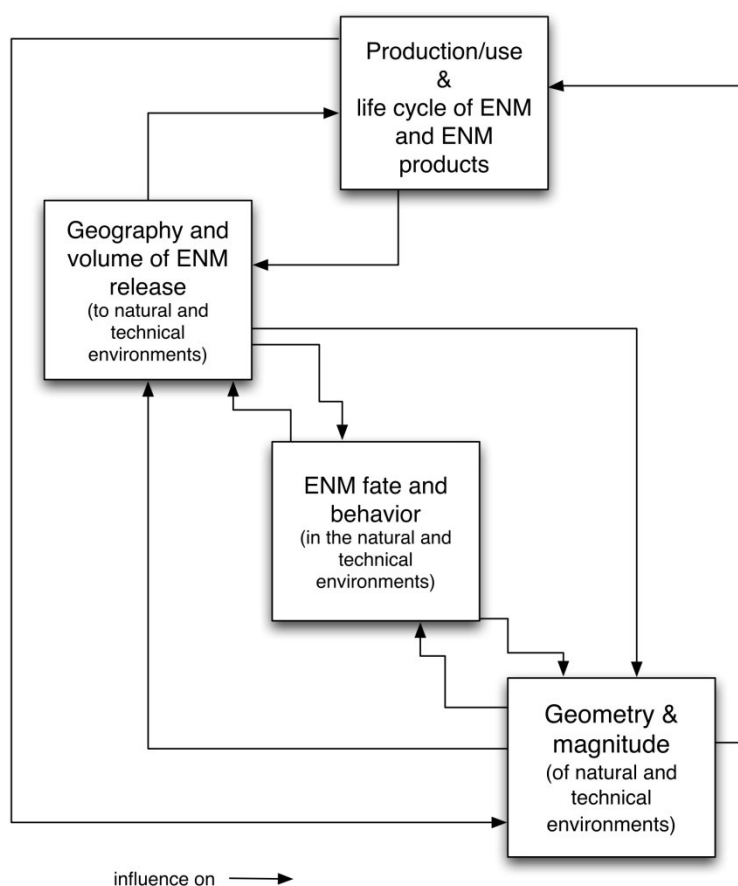 Production/use
&
life cycle of ENM
and ENM
products
Geography and
volume of ENM
release
(to natural and
technical
environments)
ENM fate and
behavior
(in the natural and
technical
environments)
Geometry &
magnitude
(of natural and
technical
environments)
influence on